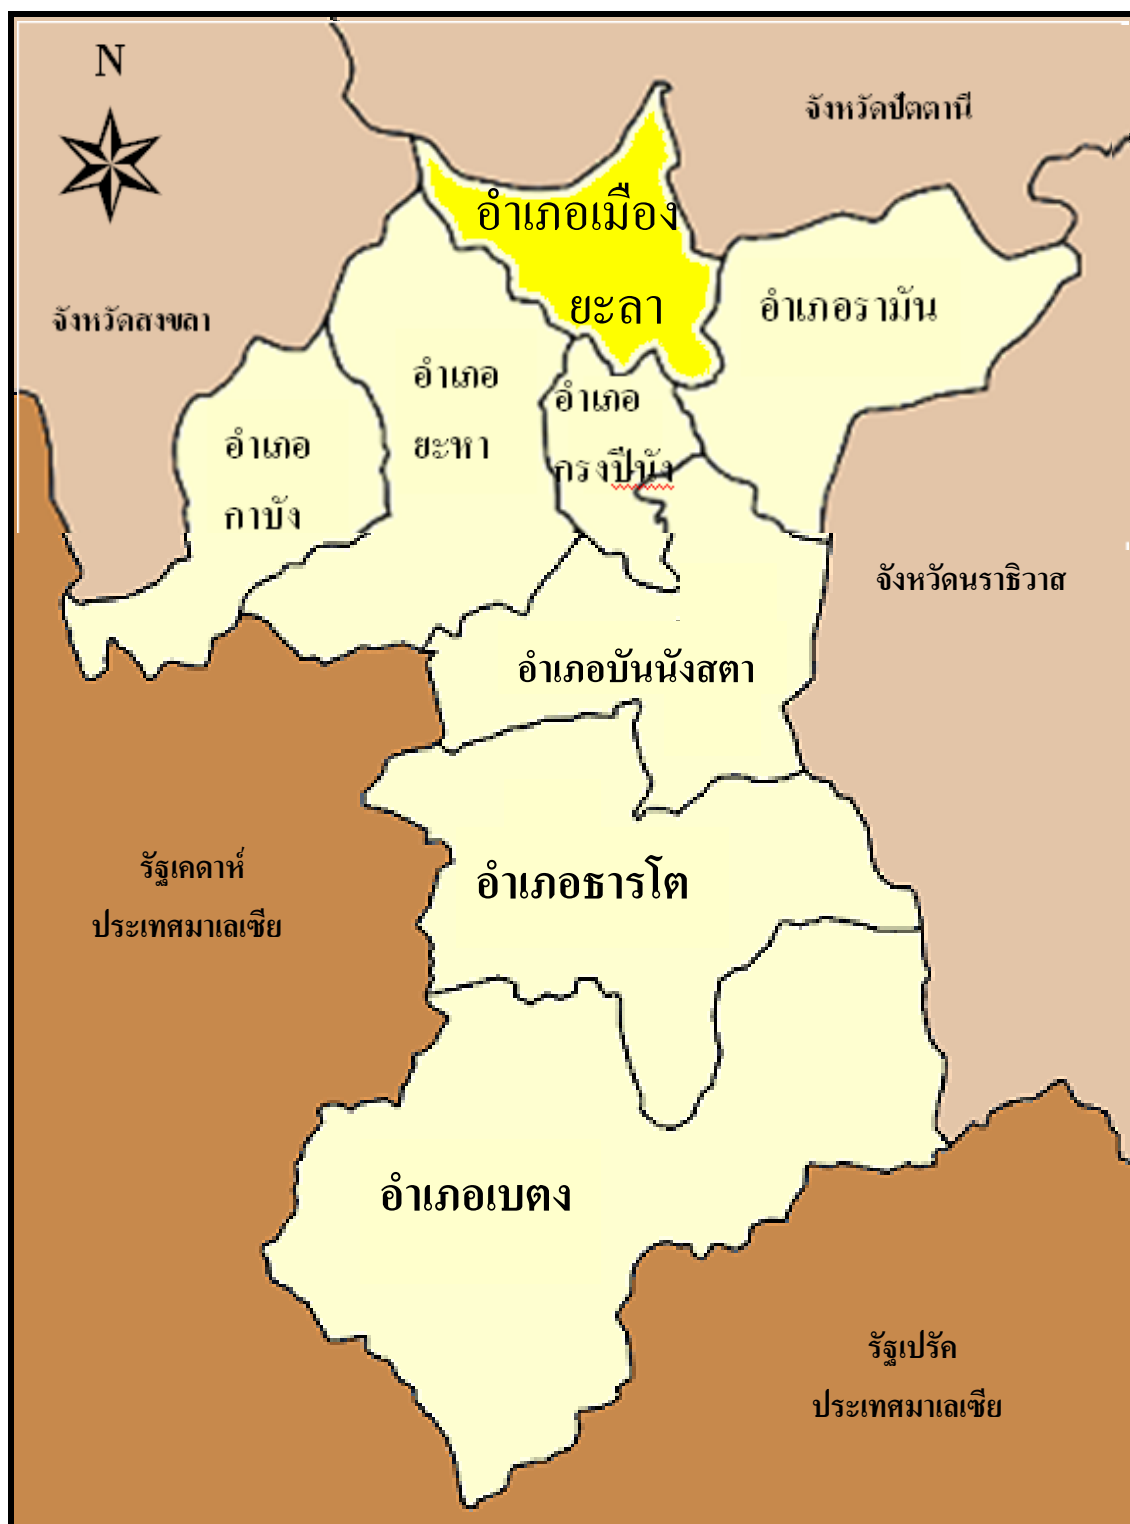 N
จังหวัดปัตตานี
อำเภอเมือง
ยะลา
อำเภอรามัน
จังหวัดสงขลา
อำเภอ
ยะหา
อำเภอ
กรงปินัง
อำเภอ
กาบัง
จังหวัดนราธิวาส
อำเภอบันนังสตา
รัฐเคดาห์
ประเทศมาเลเซีย
อำเภอธารโต
อำเภอเบตง
รัฐเปรัค
ประเทศมาเลเซีย